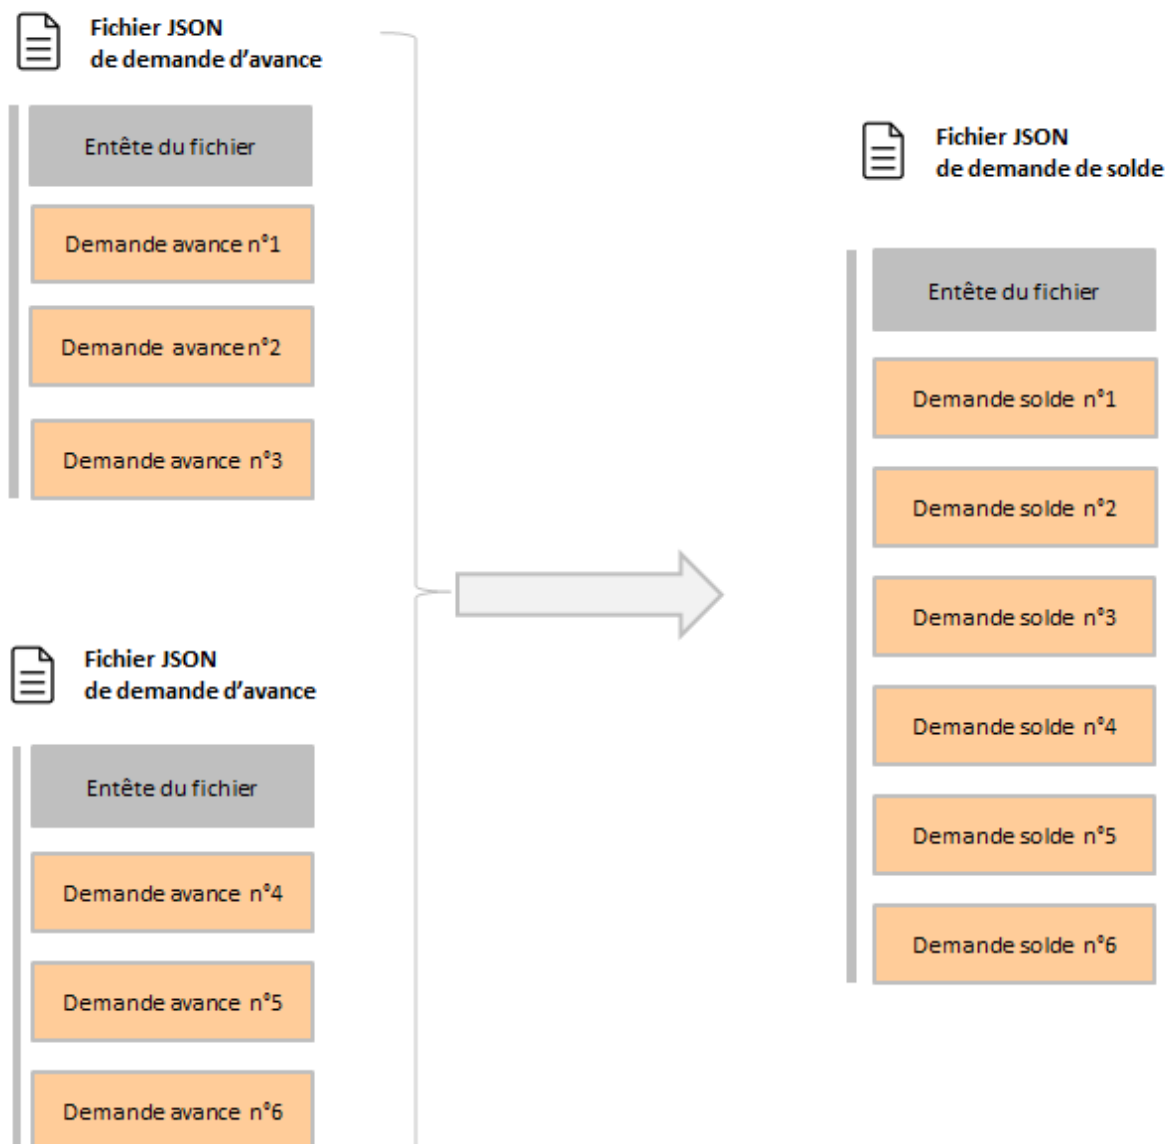 Fichier JSON
de demande d’avance
Entête du fichier
Demande avance n°1
Demande avance n°2
Demande avance n°3
Fichier JSON
de demande d’avance
Entête du fichier
Demande avance n°4
Demande avance n°5
Demande avance n°6
Fichier JSON
de demande de solde
Entête du fichier
Demande solde n°1
Demande solde n°2
Demande solde n°3
Demande solde n°4
Demande solde n°5
Demande solde n°6